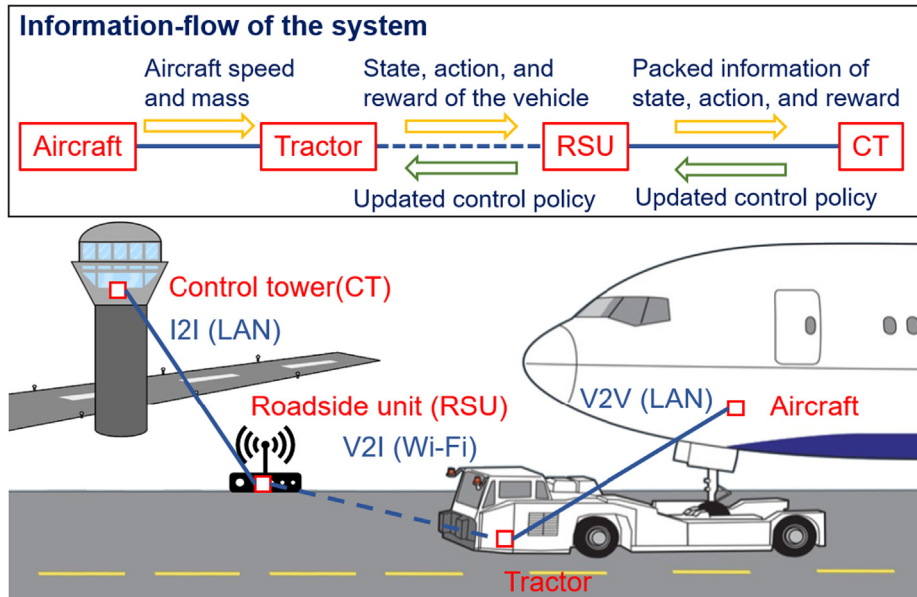 Information-flow of the system
Aircraft speed
and mass
State, action, and
reward of the vehicle
Packed information of
state, action, and reward
Aircraft
Tractor
RSU
CT
Updated control policy
Updated control
policy
Control tower(CT)
I2I (LAN)
Roadside unit (RSU)
V2I (Wi-Fi)
V2V (LAN)
Aircraft
Tractor